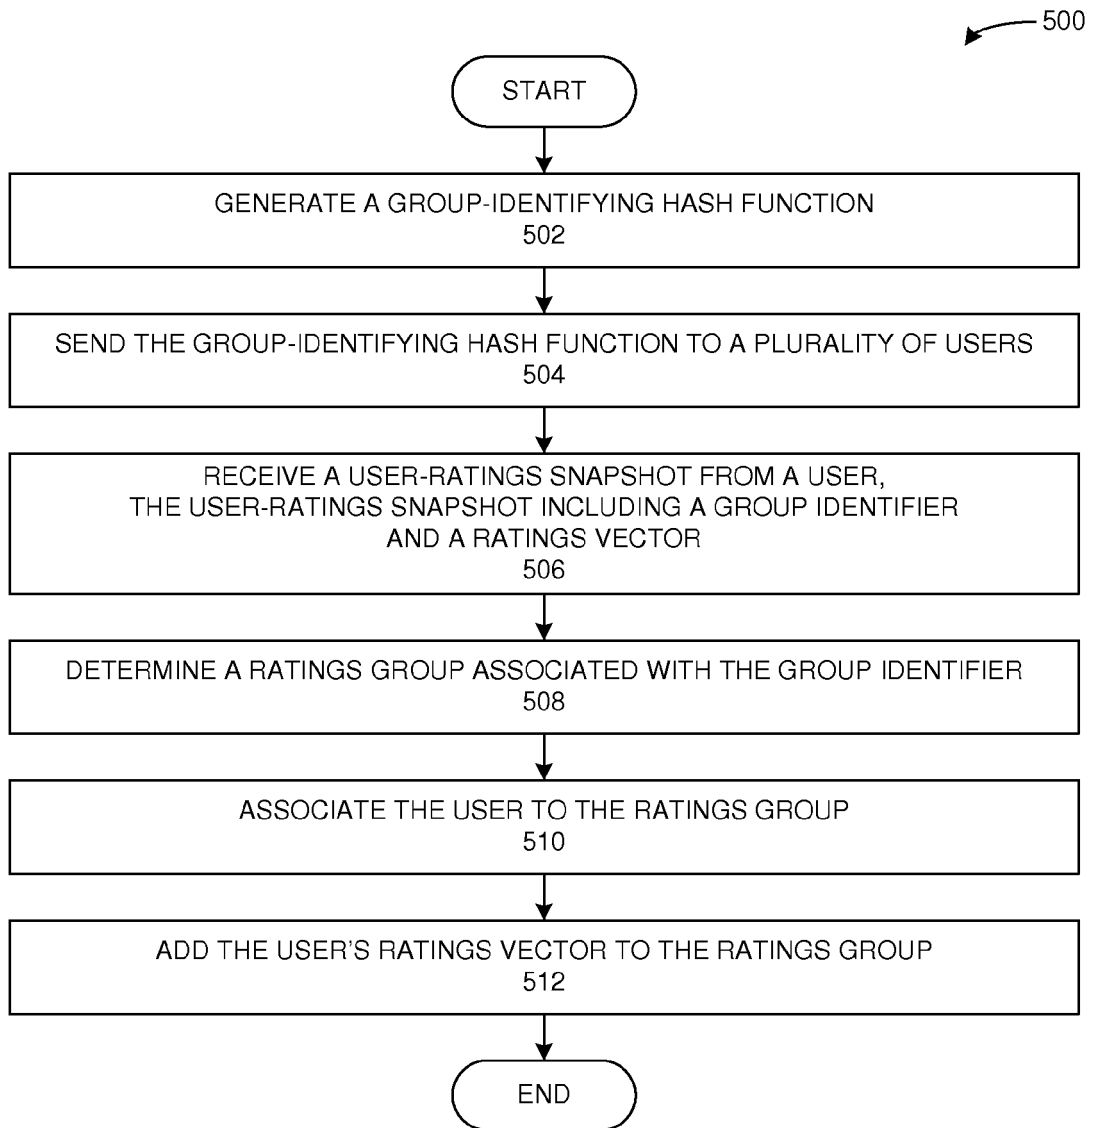 500
START
GENERATE A GROUP-IDENTIFYING HASH FUNCTION
502
SEND THE GROUP-IDENTIFYING HASH FUNCTION TO A PLURALITY OF USERS
504
RECEIVE A USER-RATINGS SNAPSHOT FROM A USER,
THE USER-RATINGS SNAPSHOT INCLUDING A GROUP IDENTIFIER
AND A RATINGS VECTOR
506
DETERMINE A RATINGS GROUP ASSOCIATED WITH THE GROUP IDENTIFIER
508
ASSOCIATE THE USER TO THE RATINGS GROUP
510
ADD THE USER'S RATINGS VECTOR TO THE RATINGS GROUP
512
END